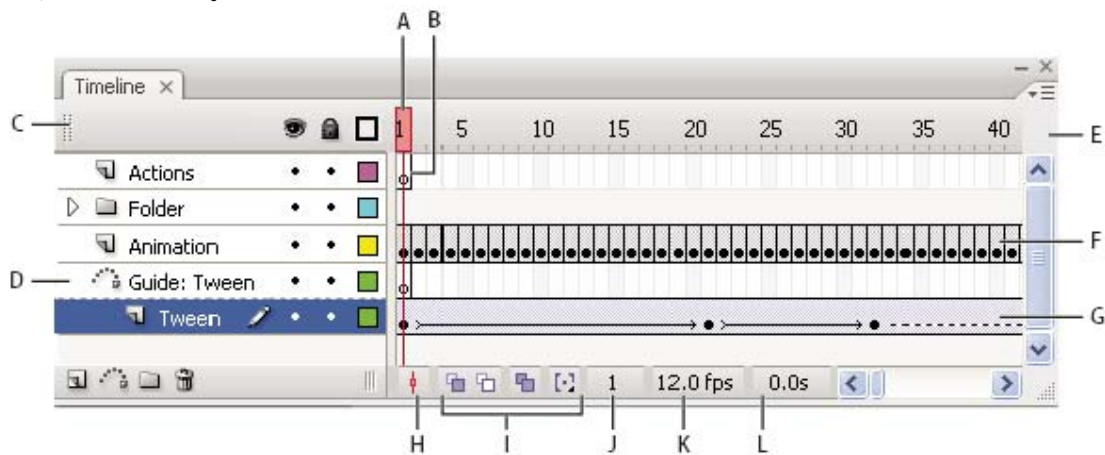 A B
Timeline
C
1 5 10 15 20 25 30 35 40
E
Actions
Folder
Animation
F
D
Guide: Tween
Tween
G
1 12.0 fps 0.0s
H I J K L